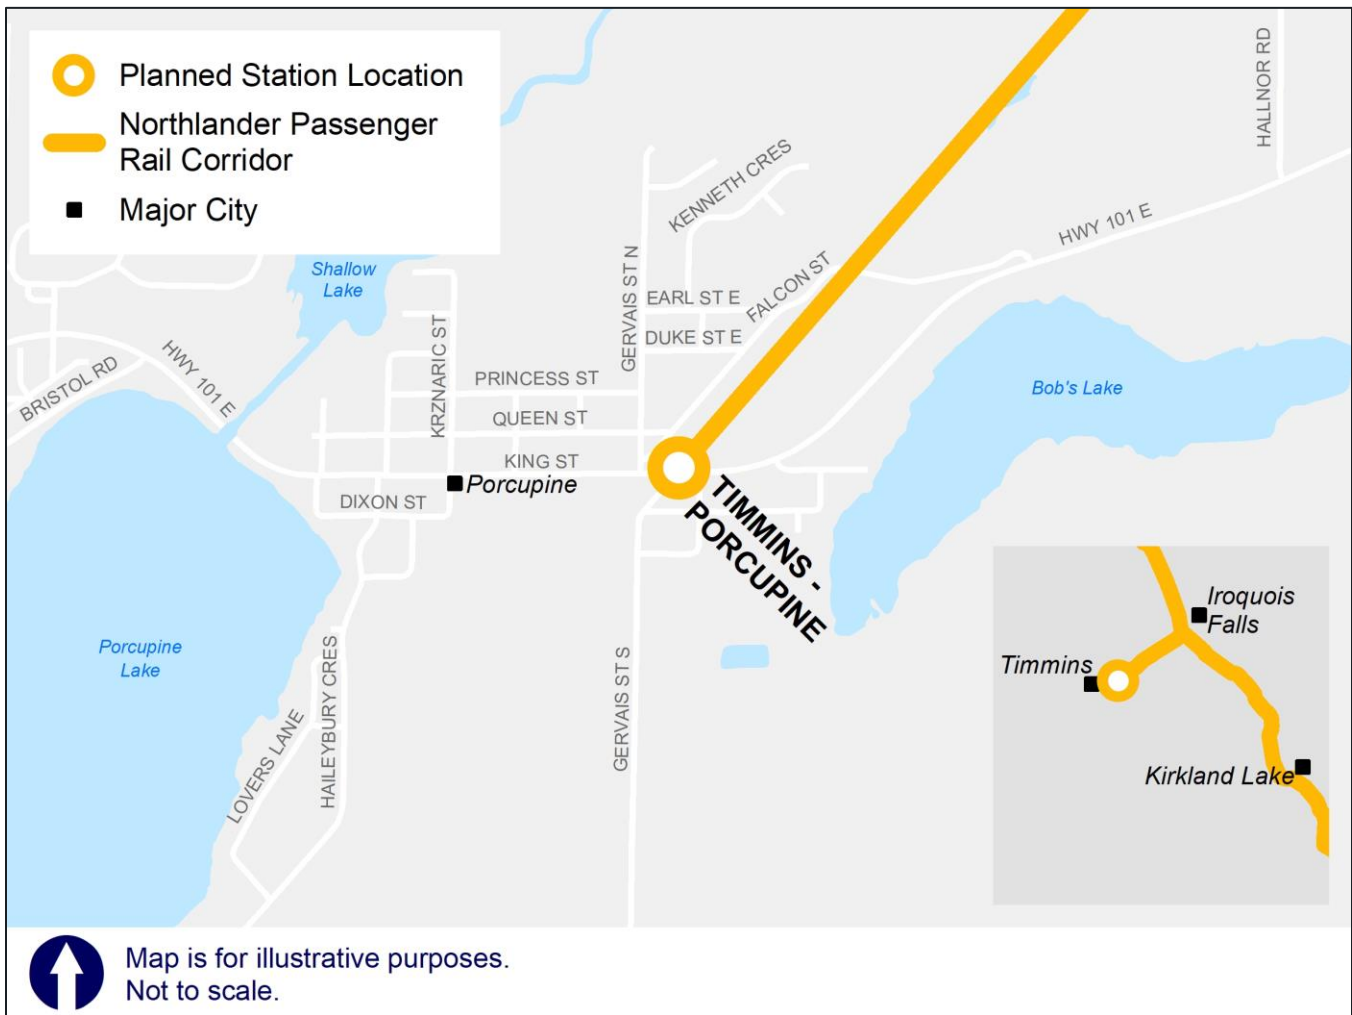 Planned Station Location
Northlander Passenger
Rail Corridor
Major City
HALLNOR RD
KENNETH CRES
HWY 101 E
Shallow
Lake
GERVAIS ST N
FALCON ST
EARL ST E
DUKE ST E
KRZNARIC ST
HWY 101 E
BRISTOL RD
PRINCESS ST
QUEEN ST
Bob's Lake
KING ST
Porcupine
DIXON ST
TIMMINS -
PORCUPINE
Porcupine
Lake
HAILEYBURY CRES
LOVERS LANE
GERVAIS ST S
Iroquois
Falls
Timmins
Kirkland Lake
Map is for illustrative purposes.
Not to scale.